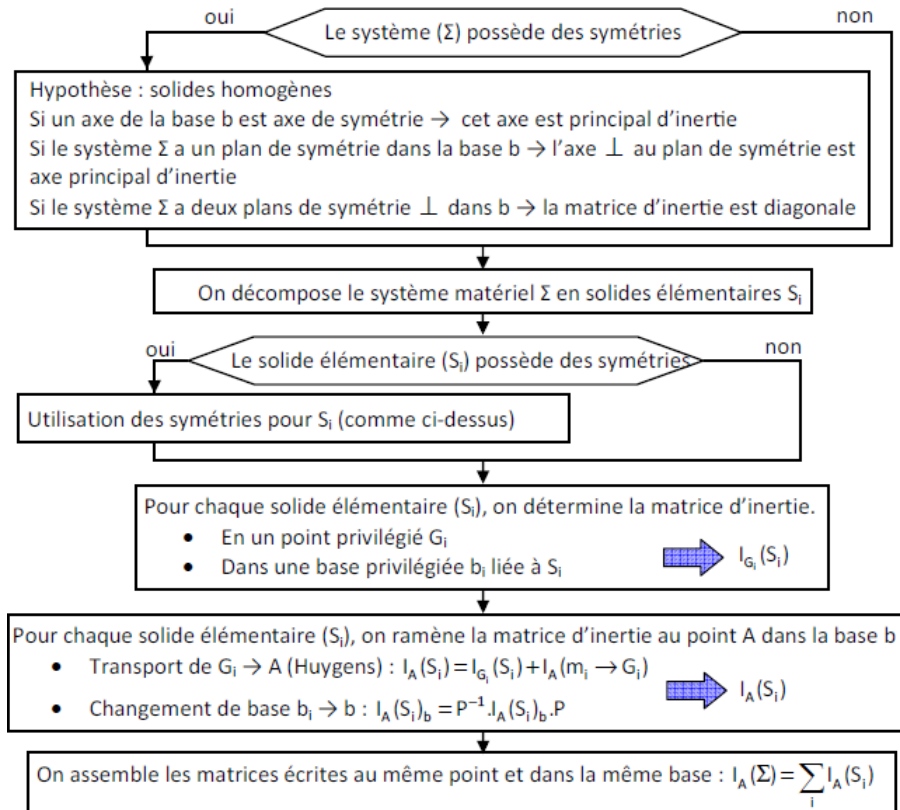 oui
Le système (Σ) possède des symétries
non
Hypothèse : solides homogènes
Si un axe de la base b est axe de symétrie → cet axe est principal d'inertie
Si le système Σ a un plan de symétrie dans la base b → l'axe ⊥ au plan de symétrie est
axe principal d'inertie
Si le système Σ a deux plans de symétrie ⊥ dans b → la matrice d'inertie est diagonale
On décompose le système matériel Σ en solides élémentaires Sᵢ
oui
Le solide élémentaire (Sᵢ) possède des symétries
non
Utilisation des symétries pour Sᵢ (comme ci-dessus)
Pour chaque solide élémentaire (Sᵢ), on détermine la matrice d'inertie.
• En un point privilégié Gᵢ
• Dans une base privilégiée bᵢ liée à Sᵢ
I_{Gᵢ}(Sᵢ)
Pour chaque solide élémentaire (Sᵢ), on ramène la matrice d'inertie au point A dans la base b
• Transport de Gᵢ → A (Huygens) : I_A(Sᵢ) = I_{Gᵢ}(Sᵢ) + I_A(mᵢ → Gᵢ)
• Changement de base bᵢ → b : I_A(Sᵢ)_b = P⁻¹.I_A(Sᵢ)_b.P
I_A(Sᵢ)
On assemble les matrices écrites au même point et dans la même base : I_A(Σ) = ∑ᵢ I_A(Sᵢ)